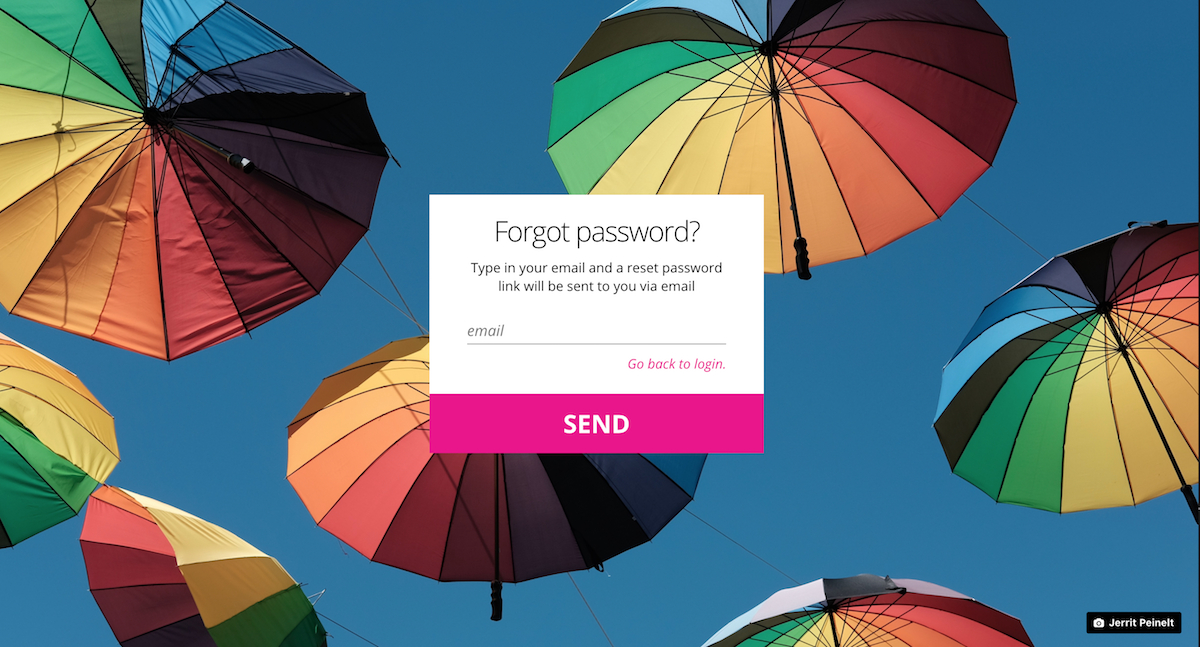 Forgot password?
Type in your email and a reset password
link will be sent to you via email
email
Go back to login.
SEND
Jerrit Peinelt